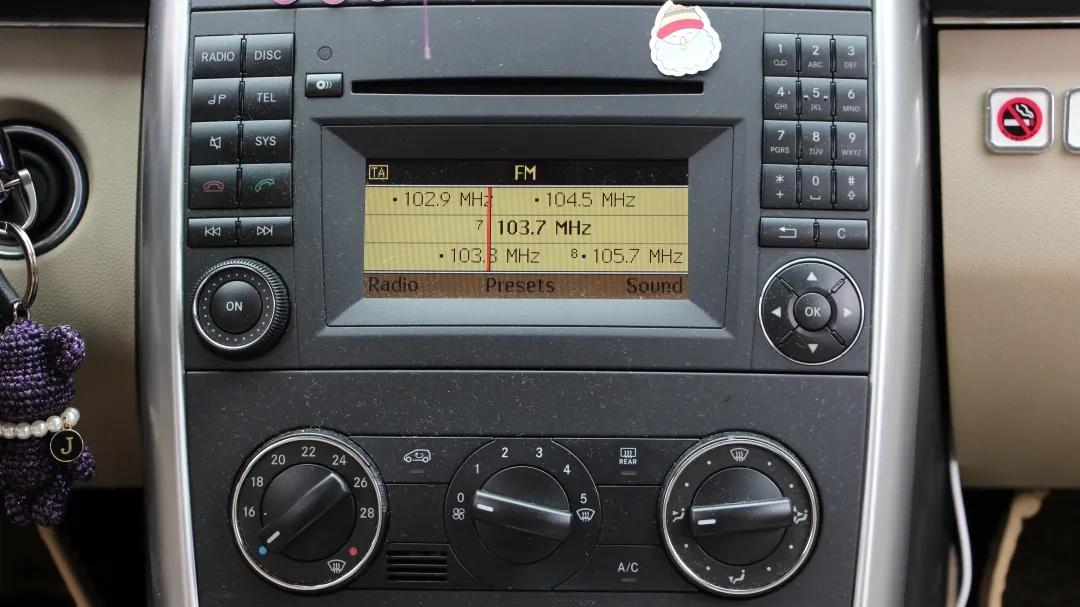 RADIO DISC
TEL
SYS
ON
TA FM
102.9 MHz 104.5 MHz
7 103.7 MHz
103.3 MHz 8 105.7 MHz
Radio Presets Sound
1 2 ABC 3 DEF
4 GHI 5 JKL 6 MNO
7 PQRS 8 TUV 9 WXYZ
* + 0 #
C
OK
J
16 18 20 22 24 26 28
0 1 2 3 4 5
REAR
A/C